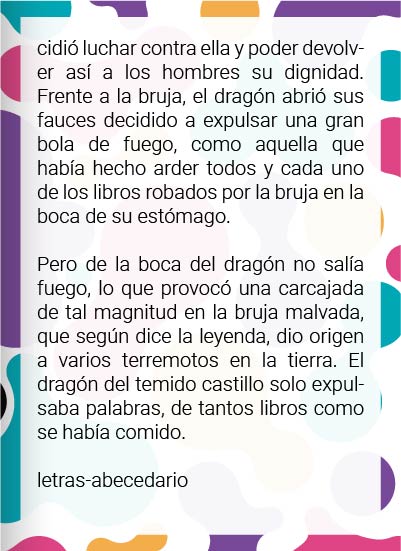 cidió luchar contra ella y poder devolv-
er así a los hombres su dignidad.
Frente a la bruja, el dragón abrió sus
fauces decidido a expulsar una gran
bola de fuego, como aquella que
había hecho arder todos y cada uno
de los libros robados por la bruja en la
boca de su estómago.

Pero de la boca del dragón no salía
fuego, lo que provocó una carcajada
de tal magnitud en la bruja malvada,
que según dice la leyenda, dio origen
a varios terremotos en la tierra. El
dragón del temido castillo solo expul-
saba palabras, de tantos libros como
se había comido.

letras-abecedario